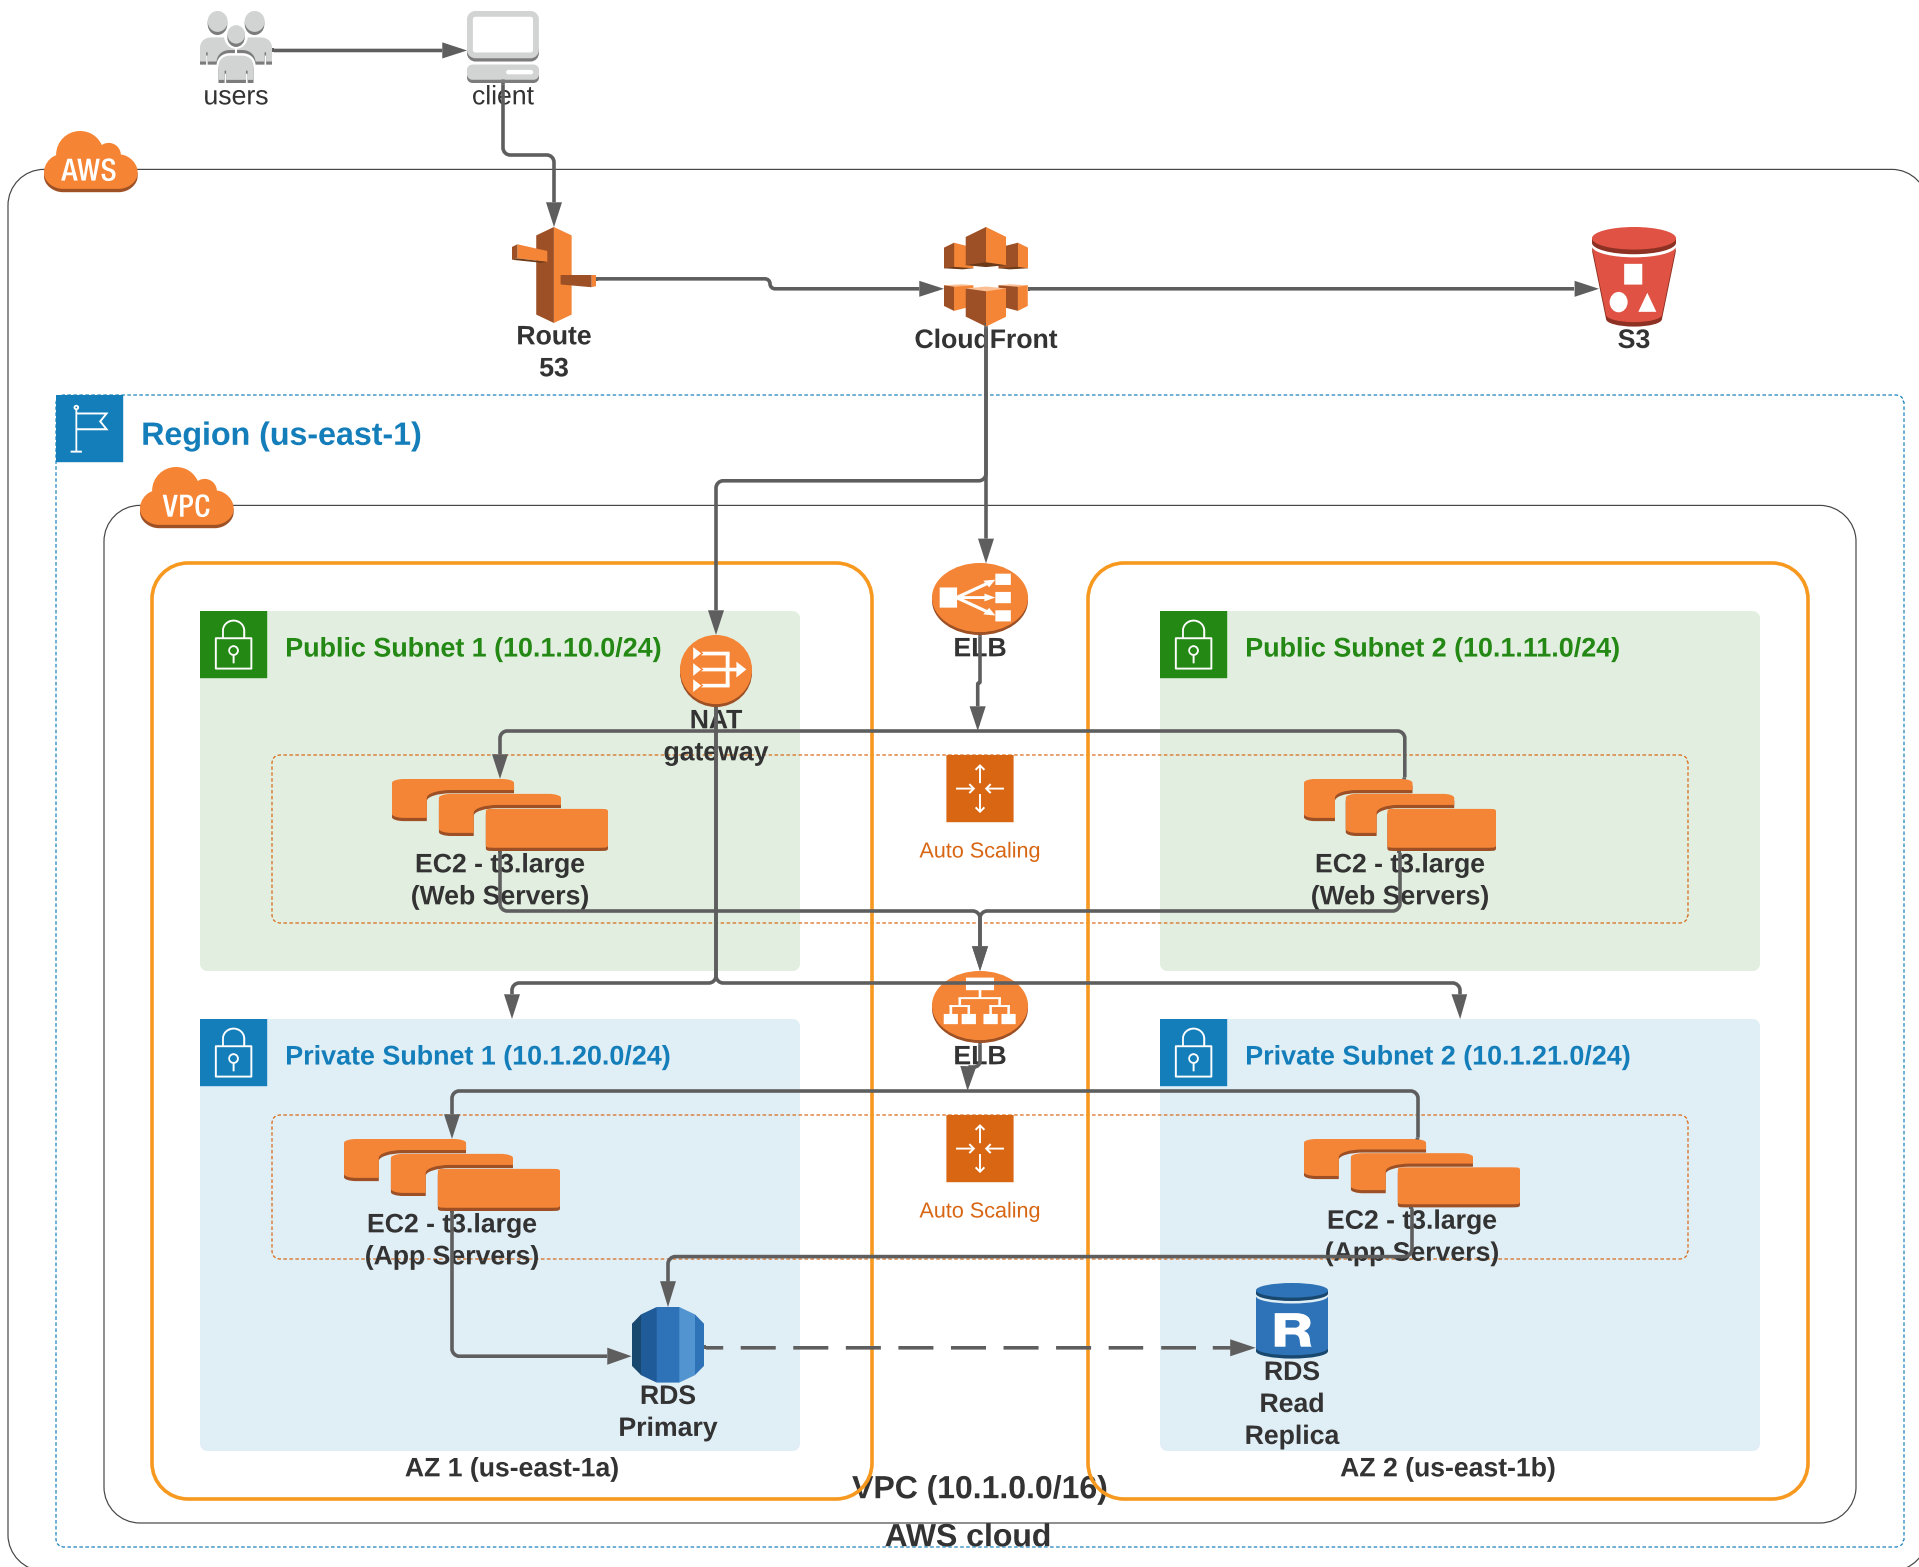 users
client
AWS
Route
53
CloudFront
S3
Region (us-east-1)
VPC
Public Subnet 1 (10.1.10.0/24)
NAT
gateway
ELB
Public Subnet 2 (10.1.11.0/24)
EC2 - t3.large
(Web Servers)
Auto Scaling
EC2 - t3.large
(Web Servers)
ELB
Private Subnet 1 (10.1.20.0/24)
Private Subnet 2 (10.1.21.0/24)
EC2 - t3.large
(App Servers)
Auto Scaling
EC2 - t3.large
(App Servers)
RDS
Primary
R
RDS
Read
Replica
AZ 1 (us-east-1a)
AZ 2 (us-east-1b)
VPC (10.1.0.0/16)
AWS cloud